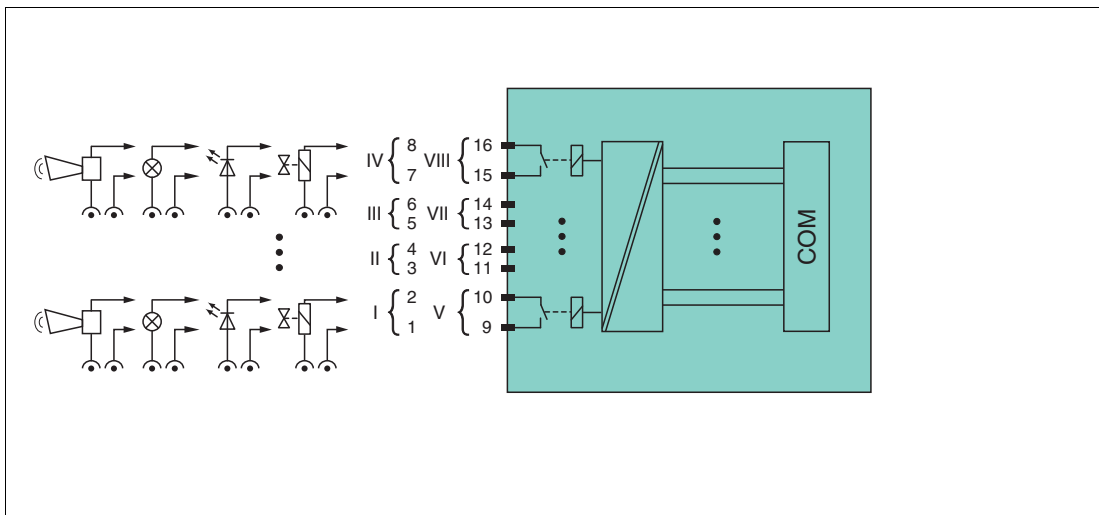 IV { 8 VIII { 16
7 15
III { 6 VII { 14
5 13
II { 4 VI { 12
3 11
I { 2 V { 10
1 9
COM